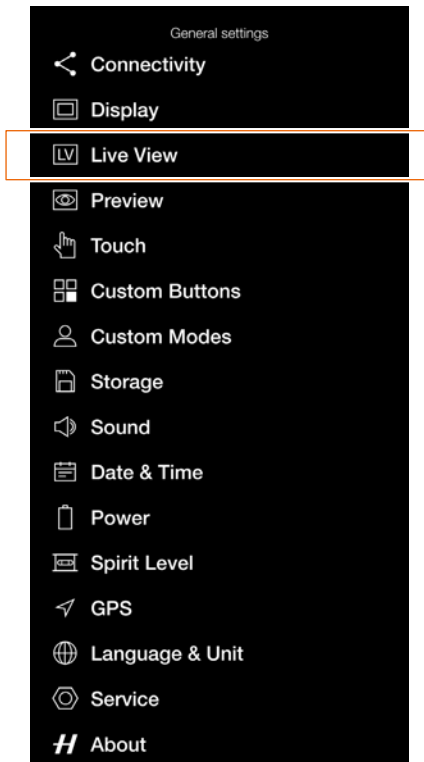 General settings
Connectivity
Display
LV Live View
Preview
Touch
Custom Buttons
Custom Modes
Storage
Sound
Date & Time
Power
Spirit Level
GPS
Language & Unit
Service
H About